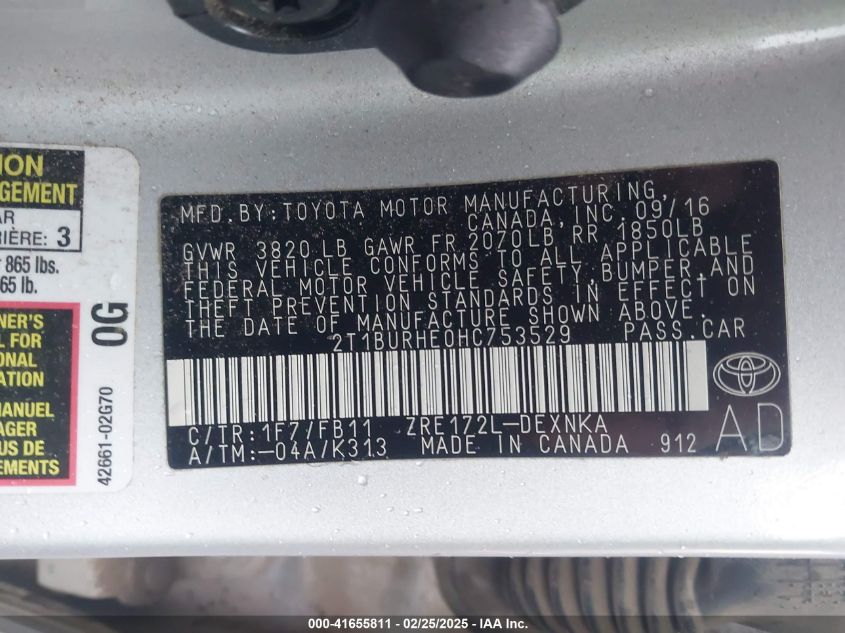 ION
GEMENT
AR
RIÈRE: 3
r 865 lbs.
65 lb.
NER'S
L FOR
ONAL
ATION
MANUEL
AGER
US DE
EMENTS
0G
42661-02G70
MFD. BY: TOYOTA MOTOR MANUFACTURING,
CANADA, INC. 09/16
GVWR 3820 LB GAWR FR 2070LB RR 1850LB
THIS VEHICLE CONFORMS TO ALL APPLICABLE
FEDERAL MOTOR VEHICLE SAFETY, BUMPER, AND
THEFT PREVENTION STANDARDS IN EFFECT ON
THE DATE OF MANUFACTURE SHOWN ABOVE.
2T1BURHE0HC753529 PASS. CAR
C/TR: 1F7/FB11 ZRE172L-DEXNKA
A/TM: -04A/K313 MADE IN CANADA 912
AD
000-41655811 - 02/25/2025 - IAAI Inc.